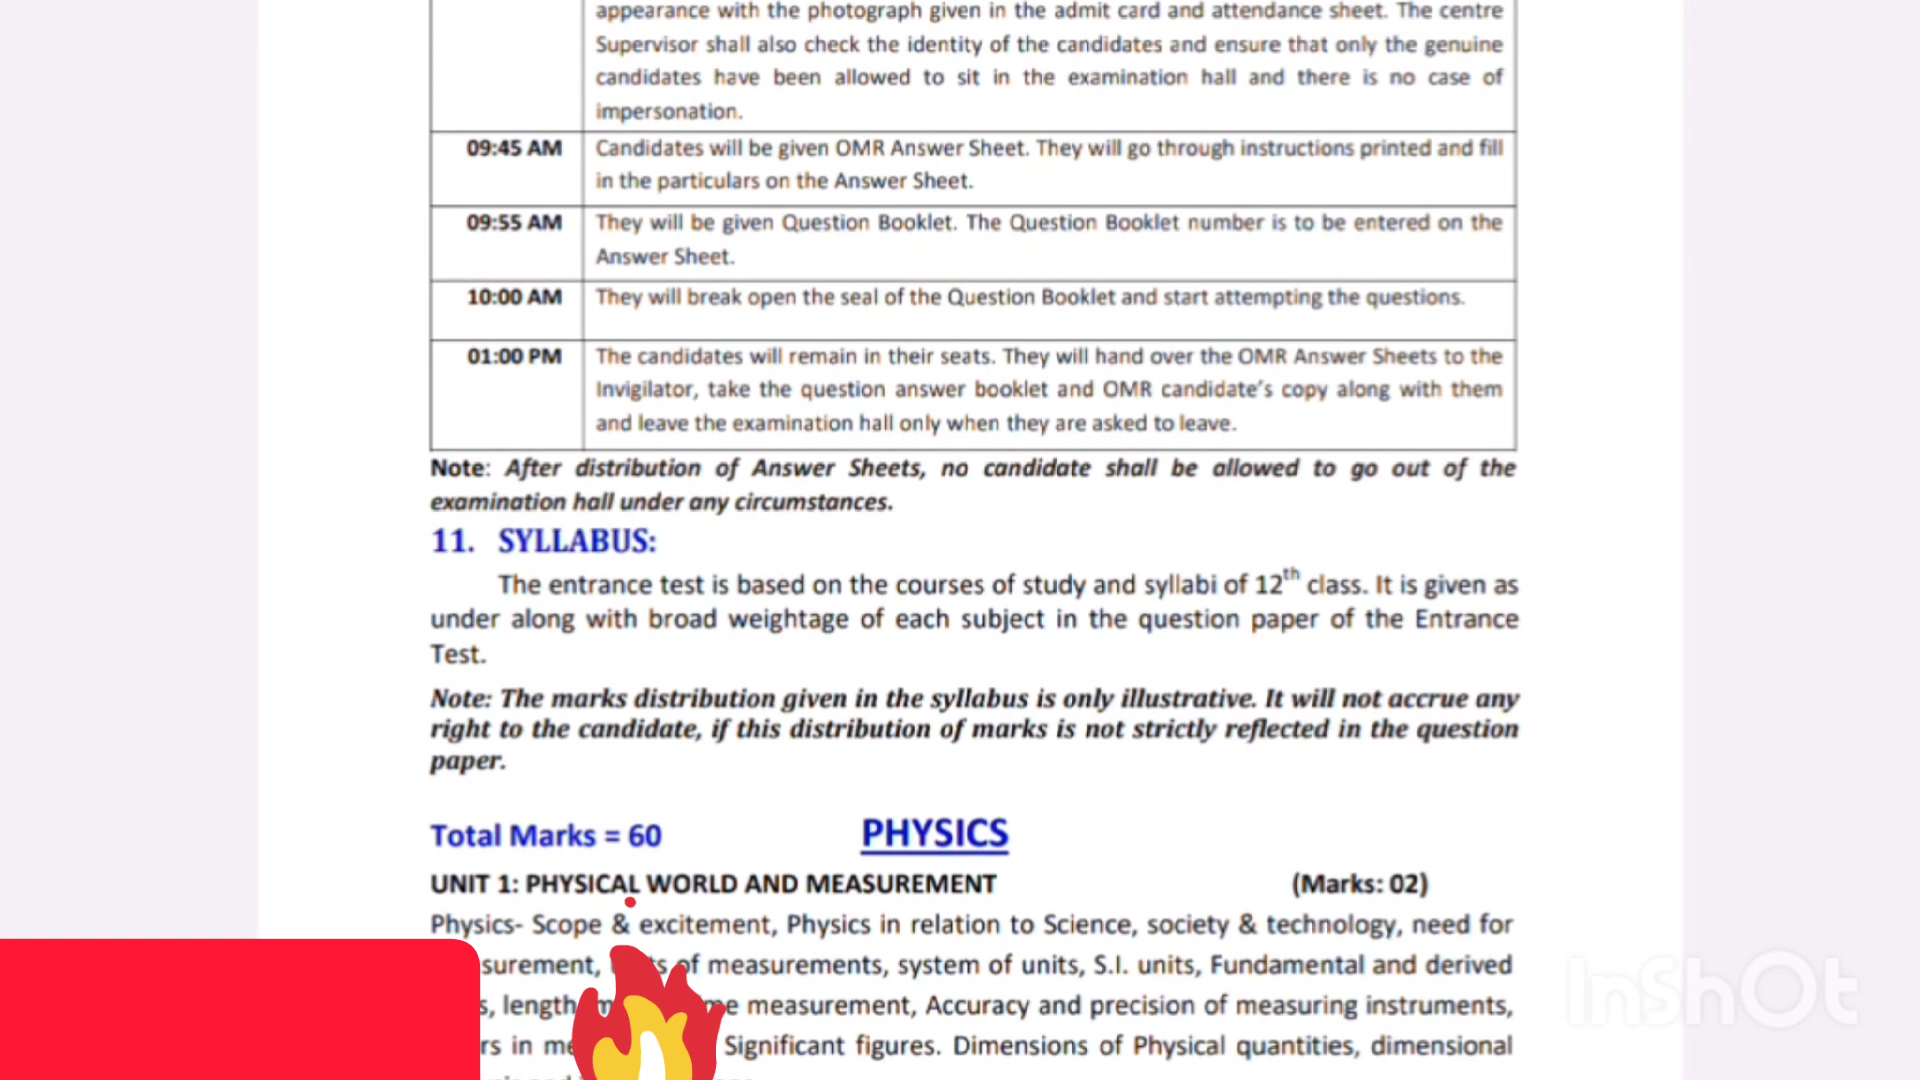 appearance with the photograph given in the admit card and attendance sheet. The centre
Supervisor shall also check the identity of the candidates and ensure that only the genuine
candidates have been allowed to sit in the examination hall and there is no case of
impersonation.
09:45 AM Candidates will be given OMR Answer Sheet. They will go through instructions printed and fill
in the particulars on the Answer Sheet.
09:55 AM They will be given Question Booklet. The Question Booklet number is to be entered on the
Answer Sheet.
10:00 AM They will break open the seal of the Question Booklet and start attempting the questions.
01:00 PM The candidates will remain in their seats. They will hand over the OMR Answer Sheets to the
Invigilator, take the question answer booklet and OMR candidate's copy along with them
and leave the examination hall only when they are asked to leave.
Note: After distribution of Answer Sheets, no candidate shall be allowed to go out of the
examination hall under any circumstances.
11. SYLLABUS:
The entrance test is based on the courses of study and syllabi of 12th class. It is given as
under along with broad weightage of each subject in the question paper of the Entrance
Test.
Note: The marks distribution given in the syllabus is only illustrative. It will not accrue any
right to the candidate, if this distribution of marks is not strictly reflected in the question
paper.
Total Marks = 60 PHYSICS
UNIT 1: PHYSICAL WORLD AND MEASUREMENT (Marks: 02)
Physics- Scope & excitement, Physics in relation to Science, society & technology, need for
surement, of measurements, system of units, S.I. units, Fundamental and derived
length measurement, Accuracy and precision of measuring instruments,
in Significant figures. Dimensions of Physical quantities, dimensional
InShOt